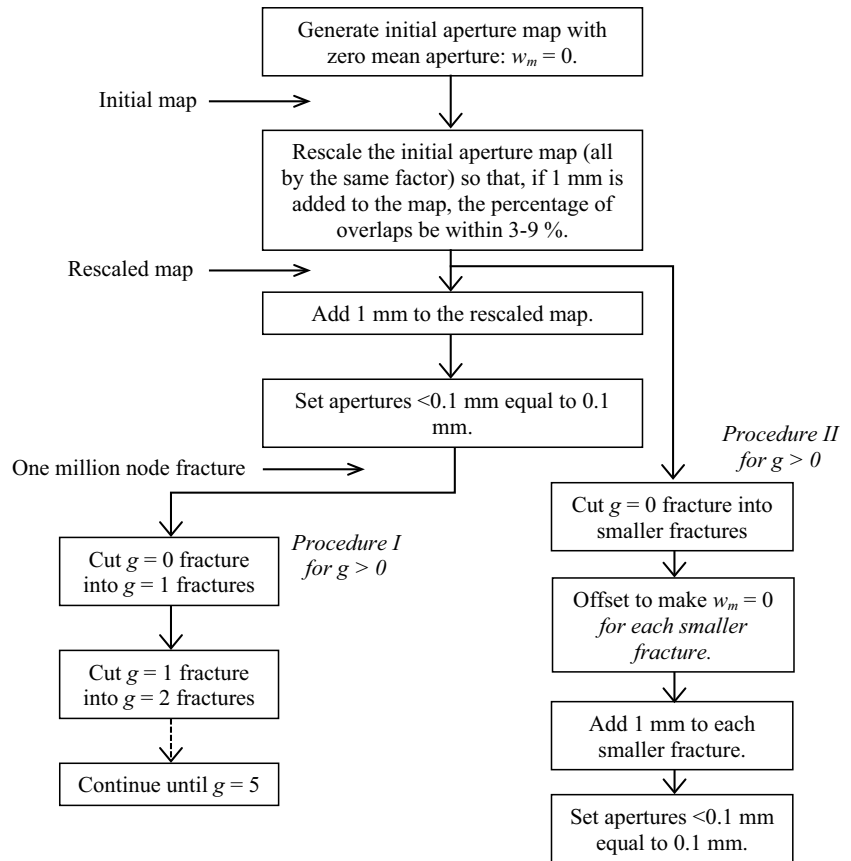 Generate initial aperture map with
zero mean aperture: wm = 0.
Initial map
Rescale the initial aperture map (all
by the same factor) so that, if 1 mm is
added to the map, the percentage of
overlaps be within 3-9 %.
Rescaled map
Add 1 mm to the rescaled map.
Set apertures <0.1 mm equal to 0.1
mm.
One million node fracture
Procedure I
for g > 0
Cut g = 0 fracture
into g = 1 fractures
Cut g = 1 fracture
into g = 2 fractures
Continue until g = 5
Procedure II
for g > 0
Cut g = 0 fracture into
smaller fractures
Offset to make wm = 0
for each smaller
fracture.
Add 1 mm to each
smaller fracture.
Set apertures <0.1 mm
equal to 0.1 mm.